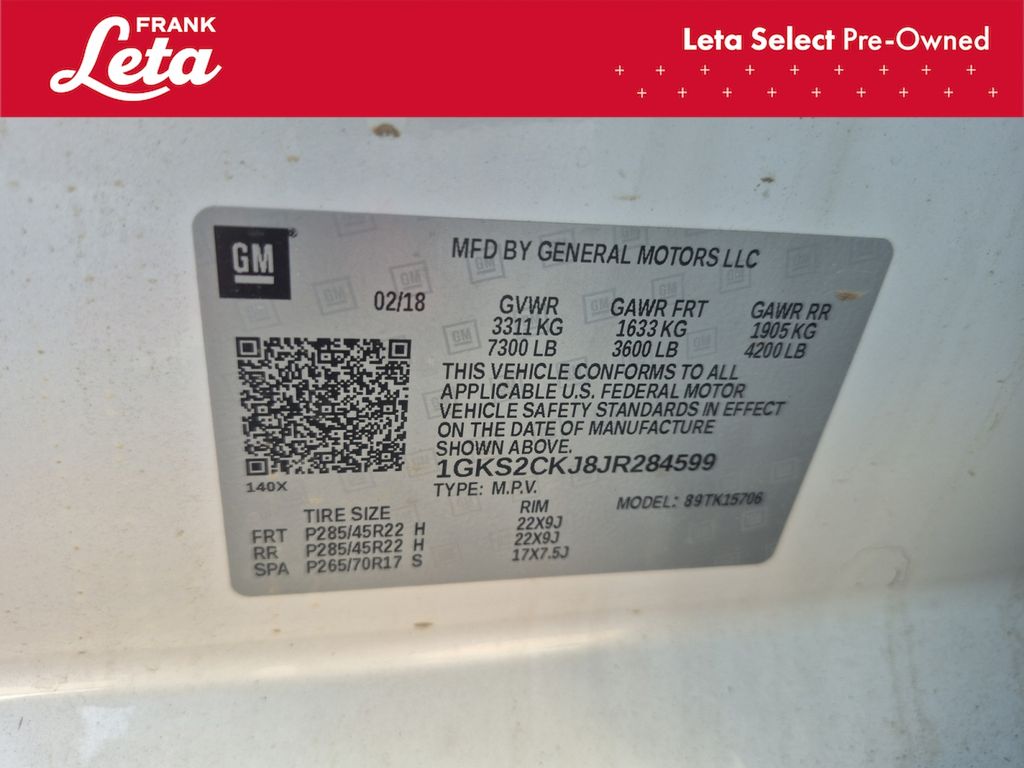 FRANK
Leta
Leta Select Pre-Owned
GM
MFD BY GENERAL MOTORS LLC
02/18
GVWR GAWR FRT GAWR RR
3311 KG 1633 KG 1905 KG
7300 LB 3600 LB 4200 LB
THIS VEHICLE CONFORMS TO ALL
APPLICABLE U.S. FEDERAL MOTOR
VEHICLE SAFETY STANDARDS IN EFFECT
ON THE DATE OF MANUFACTURE
SHOWN ABOVE.
1GKS2CKJ8JR284599
140X
TYPE: M.P.V. MODEL: 89TK15706
TIRE SIZE RIM
FRT P285/45R22 H 22X9J
RR P285/45R22 H 22X9J
SPA P265/70R17 S 17X7.5J